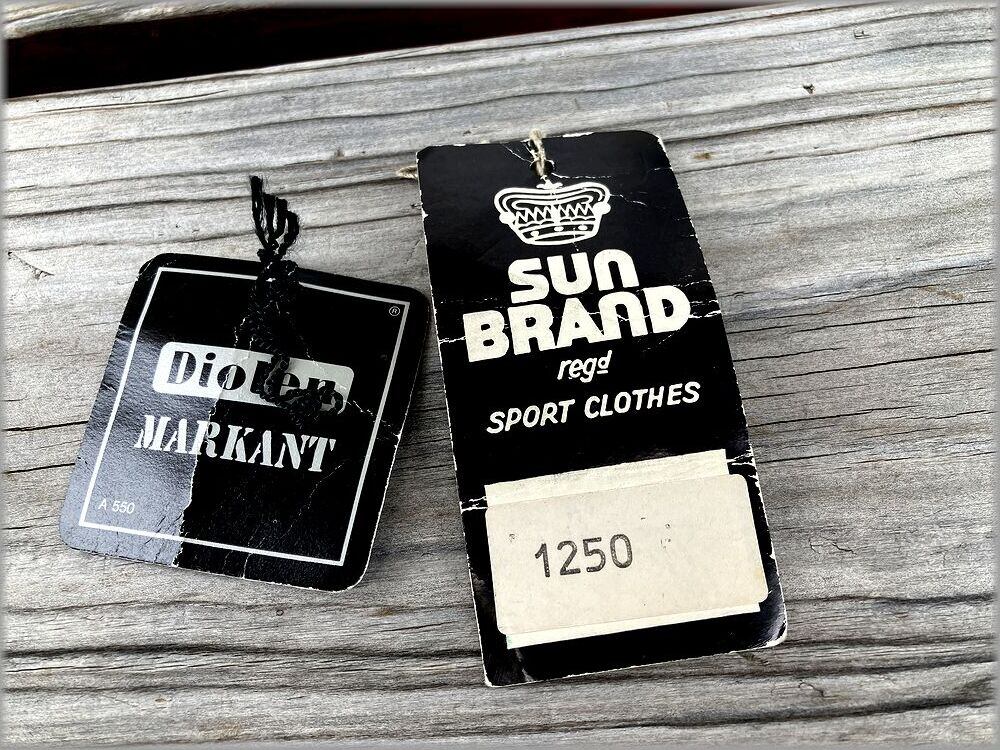 ®
Diolen
MARKANT
A 550
SUN
BRAND
regd
SPORT CLOTHES
1250